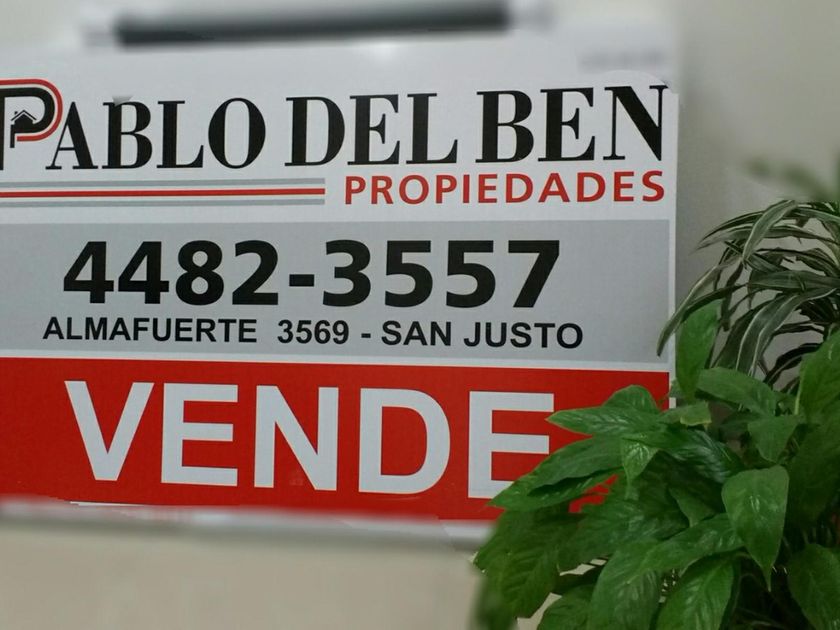 PABLO DEL BEN
PROPIEDADES
4482-3557
ALMAFUERTE 3569 - SAN JUSTO
VENDE